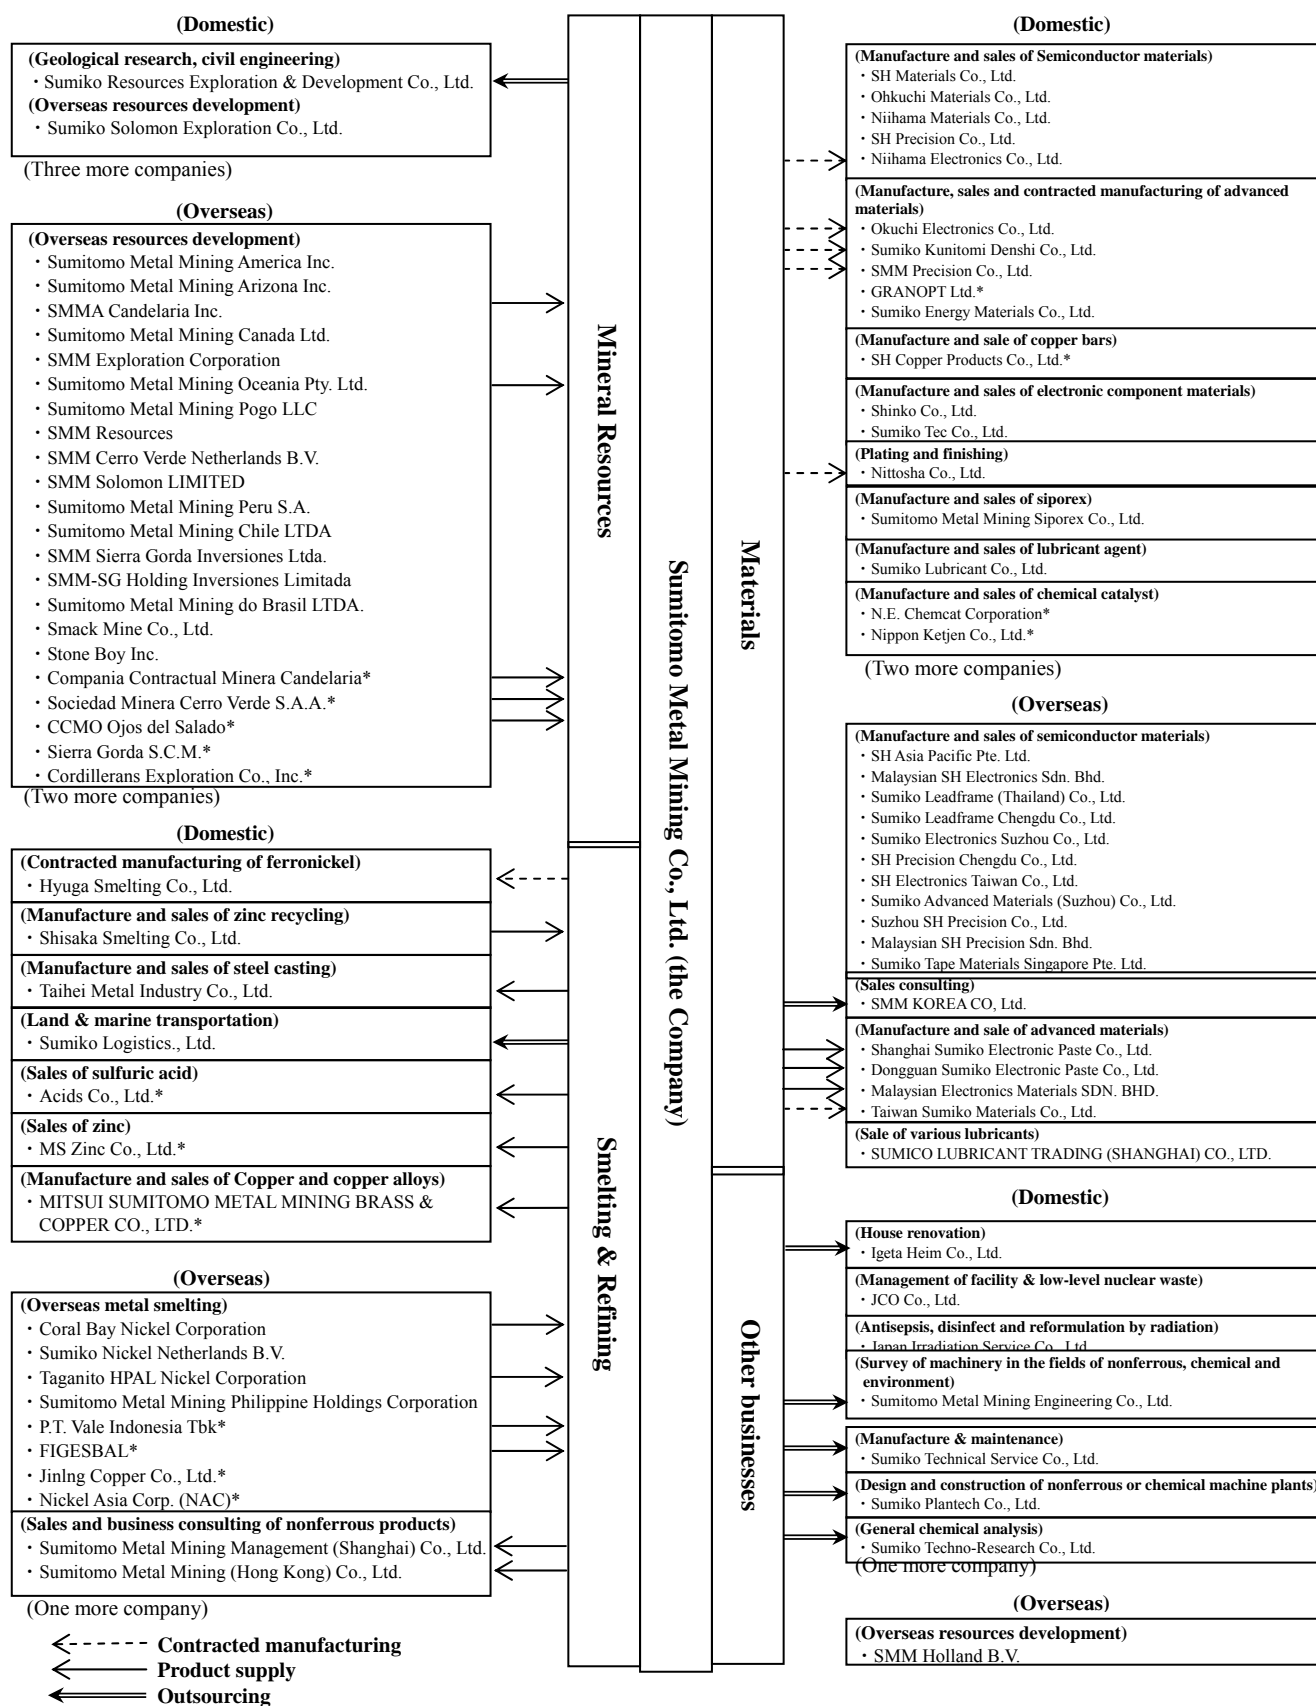 (Domestic)
(Geological research, civil engineering)
・Sumiko Resources Exploration & Development Co., Ltd.
(Overseas resources development)
・Sumiko Solomon Exploration Co., Ltd.
(Three more companies)
(Overseas)
(Overseas resources development)
・Sumitomo Metal Mining America Inc.
・Sumitomo Metal Mining Arizona Inc.
・SMMA Candelaria Inc.
・Sumitomo Metal Mining Canada Ltd.
・SMM Exploration Corporation
・Sumitomo Metal Mining Oceania Pty. Ltd.
・Sumitomo Metal Mining Pogo LLC
・SMM Resources
・SMM Cerro Verde Netherlands B.V.
・SMM Solomon LIMITED
・Sumitomo Metal Mining Peru S.A.
・Sumitomo Metal Mining Chile LTDA
・SMM Sierra Gorda Inversiones Ltda.
・SMM-SG Holding Inversiones Limitada
・Sumitomo Metal Mining do Brasil LTDA.
・Smack Mine Co., Ltd.
・Stone Boy Inc.
・Compania Contractual Minera Candelaria*
・Sociedad Minera Cerro Verde S.A.A.*
・CCMO Ojos del Salado*
・Sierra Gorda S.C.M.*
・Cordillerans Exploration Co., Inc.*
(Two more companies)
(Domestic)
(Contracted manufacturing of ferronickel)
・Hyuga Smelting Co., Ltd.
(Manufacture and sales of zinc recycling)
・Shisaka Smelting Co., Ltd.
(Manufacture and sales of steel casting)
・Taihei Metal Industry Co., Ltd.
(Land & marine transportation)
・Sumiko Logistics., Ltd.
(Sales of sulfuric acid)
・Acids Co., Ltd.*
(Sales of zinc)
・MS Zinc Co., Ltd.*
(Manufacture and sales of Copper and copper alloys)
・MITSUI SUMITOMO METAL MINING BRASS &
COPPER CO., LTD.*
(Overseas)
(Overseas metal smelting)
・Coral Bay Nickel Corporation
・Sumiko Nickel Netherlands B.V.
・Taganito HPAL Nickel Corporation
・Sumitomo Metal Mining Philippine Holdings Corporation
・P.T. Vale Indonesia Tbk*
・FIGESBAL*
・Jinlng Copper Co., Ltd.*
・Nickel Asia Corp. (NAC)*
(Sales and business consulting of nonferrous products)
・Sumitomo Metal Mining Management (Shanghai) Co., Ltd.
・Sumitomo Metal Mining (Hong Kong) Co., Ltd.
(One more company)
Contracted manufacturing
Product supply
Outsourcing
Mineral Resources
Smelting & Refining
Sumitomo Metal Mining Co., Ltd. (the Company)
Materials
Other businesses
(Domestic)
(Manufacture and sales of Semiconductor materials)
・SH Materials Co., Ltd.
・Ohkuchi Materials Co., Ltd.
・Niihama Materials Co., Ltd.
・SH Precision Co., Ltd.
・Niihama Electronics Co., Ltd.
(Manufacture, sales and contracted manufacturing of advanced
materials)
・Okuchi Electronics Co., Ltd.
・Sumiko Kunitomi Denshi Co., Ltd.
・SMM Precision Co., Ltd.
・GRANOPT Ltd.*
・Sumiko Energy Materials Co., Ltd.
(Manufacture and sale of copper bars)
・SH Copper Products Co., Ltd.*
(Manufacture and sales of electronic component materials)
・Shinko Co., Ltd.
・Sumiko Tec Co., Ltd.
(Plating and finishing)
・Nittosha Co., Ltd.
(Manufacture and sales of siporex)
・Sumitomo Metal Mining Siporex Co., Ltd.
(Manufacture and sales of lubricant agent)
・Sumiko Lubricant Co., Ltd.
(Manufacture and sales of chemical catalyst)
・N.E. Chemcat Corporation*
・Nippon Ketjen Co., Ltd.*
(Two more companies)
(Overseas)
(Manufacture and sales of semiconductor materials)
・SH Asia Pacific Pte. Ltd.
・Malaysian SH Electronics Sdn. Bhd.
・Sumiko Leadframe (Thailand) Co., Ltd.
・Sumiko Leadframe Chengdu Co., Ltd.
・Sumiko Electronics Suzhou Co., Ltd.
・SH Precision Chengdu Co., Ltd.
・SH Electronics Taiwan Co., Ltd.
・Sumiko Advanced Materials (Suzhou) Co., Ltd.
・Suzhou SH Precision Co., Ltd.
・Malaysian SH Precision Sdn. Bhd.
・Sumiko Tape Materials Singapore Pte. Ltd.
(Sales consulting)
・SMM KOREA CO, Ltd.
(Manufacture and sale of advanced materials)
・Shanghai Sumiko Electronic Paste Co., Ltd.
・Dongguan Sumiko Electronic Paste Co., Ltd.
・Malaysian Electronics Materials SDN. BHD.
・Taiwan Sumiko Materials Co., Ltd.
(Sale of various lubricants)
・SUMICO LUBRICANT TRADING (SHANGHAI) CO., LTD.
(Domestic)
(House renovation)
・Igeta Heim Co., Ltd.
(Management of facility & low-level nuclear waste)
・JCO Co., Ltd.
(Antisepsis, disinfect and reformulation by radiation)
・Japan Irradiation Service Co., Ltd.
(Survey of machinery in the fields of nonferrous, chemical and
environment)
・Sumitomo Metal Mining Engineering Co., Ltd.
(Manufacture & maintenance)
・Sumiko Technical Service Co., Ltd.
(Design and construction of nonferrous or chemical machine plants)
・Sumiko Plantech Co., Ltd.
(General chemical analysis)
・Sumiko Techno-Research Co., Ltd.
(One more company)
(Overseas)
(Overseas resources development)
・SMM Holland B.V.